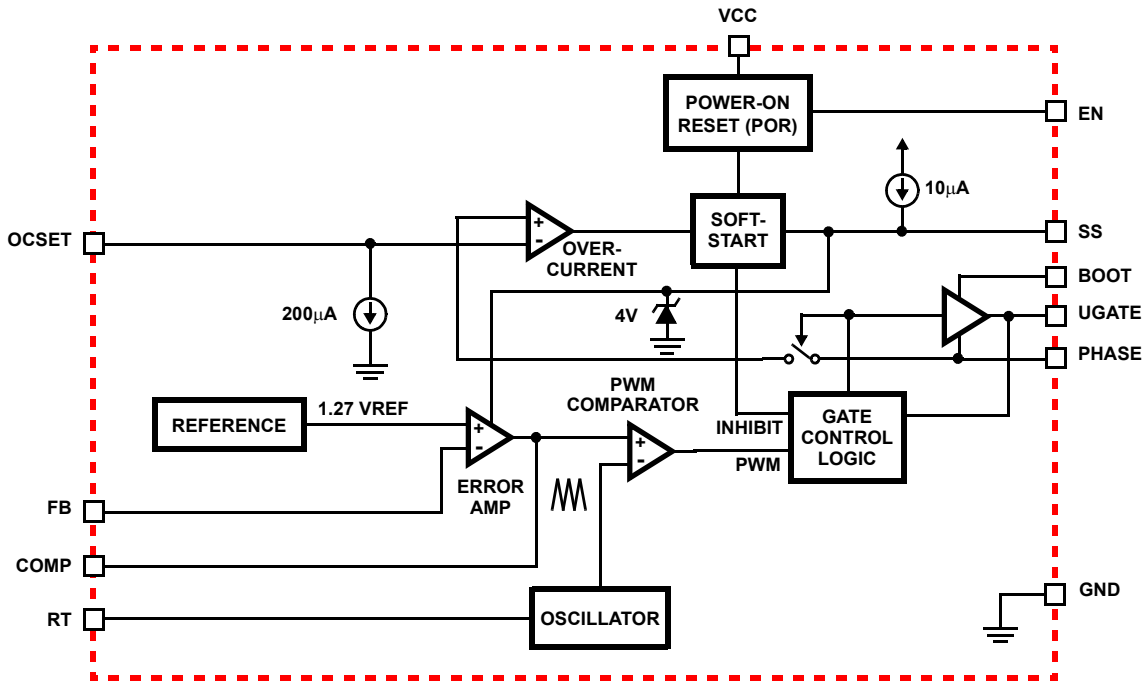 VCC
POWER-ON
RESET (POR)
EN
10µA
OCSET
+
-
OVER-
CURRENT
SOFT-
START
SS
BOOT
200µA
4V
UGATE
PHASE
PWM
COMPARATOR
1.27 VREF
REFERENCE
+
-
+
-
INHIBIT
PWM
GATE
CONTROL
LOGIC
ERROR
AMP
FB
COMP
GND
RT
OSCILLATOR